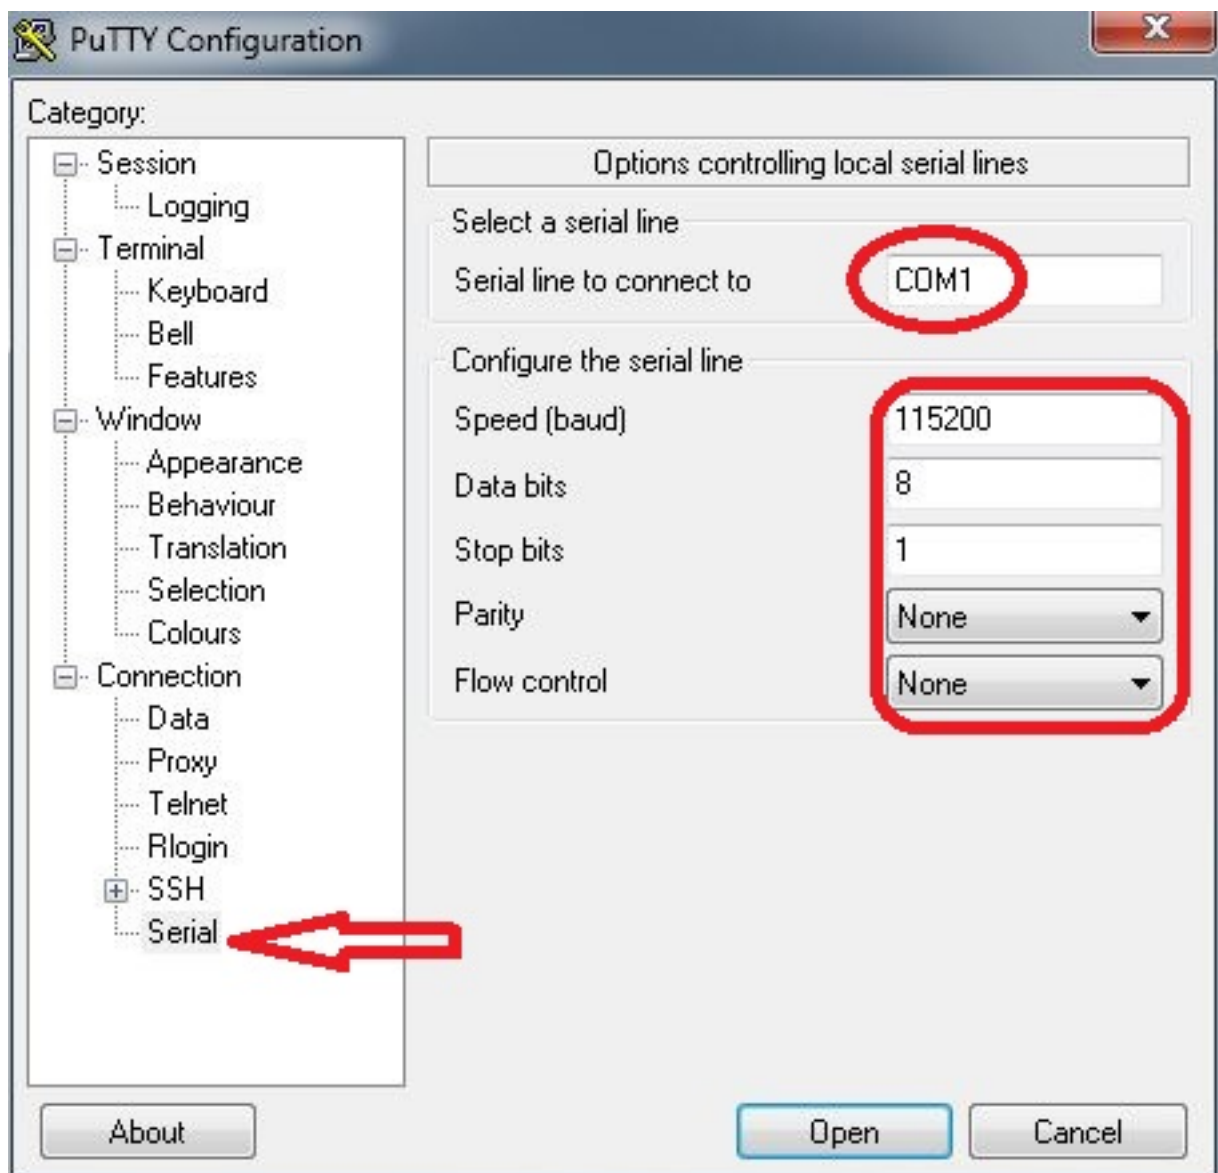 PuTTY Configuration
Category:
Session
Logging
Terminal
Keyboard
Bell
Features
Window
Appearance
Behaviour
Translation
Selection
Colours
Connection
Data
Proxy
Telnet
Rlogin
SSH
Serial
Options controlling local serial lines
Select a serial line
Serial line to connect to COM1
Configure the serial line
Speed (baud) 115200
Data bits 8
Stop bits 1
Parity None
Flow control None
About Open Cancel